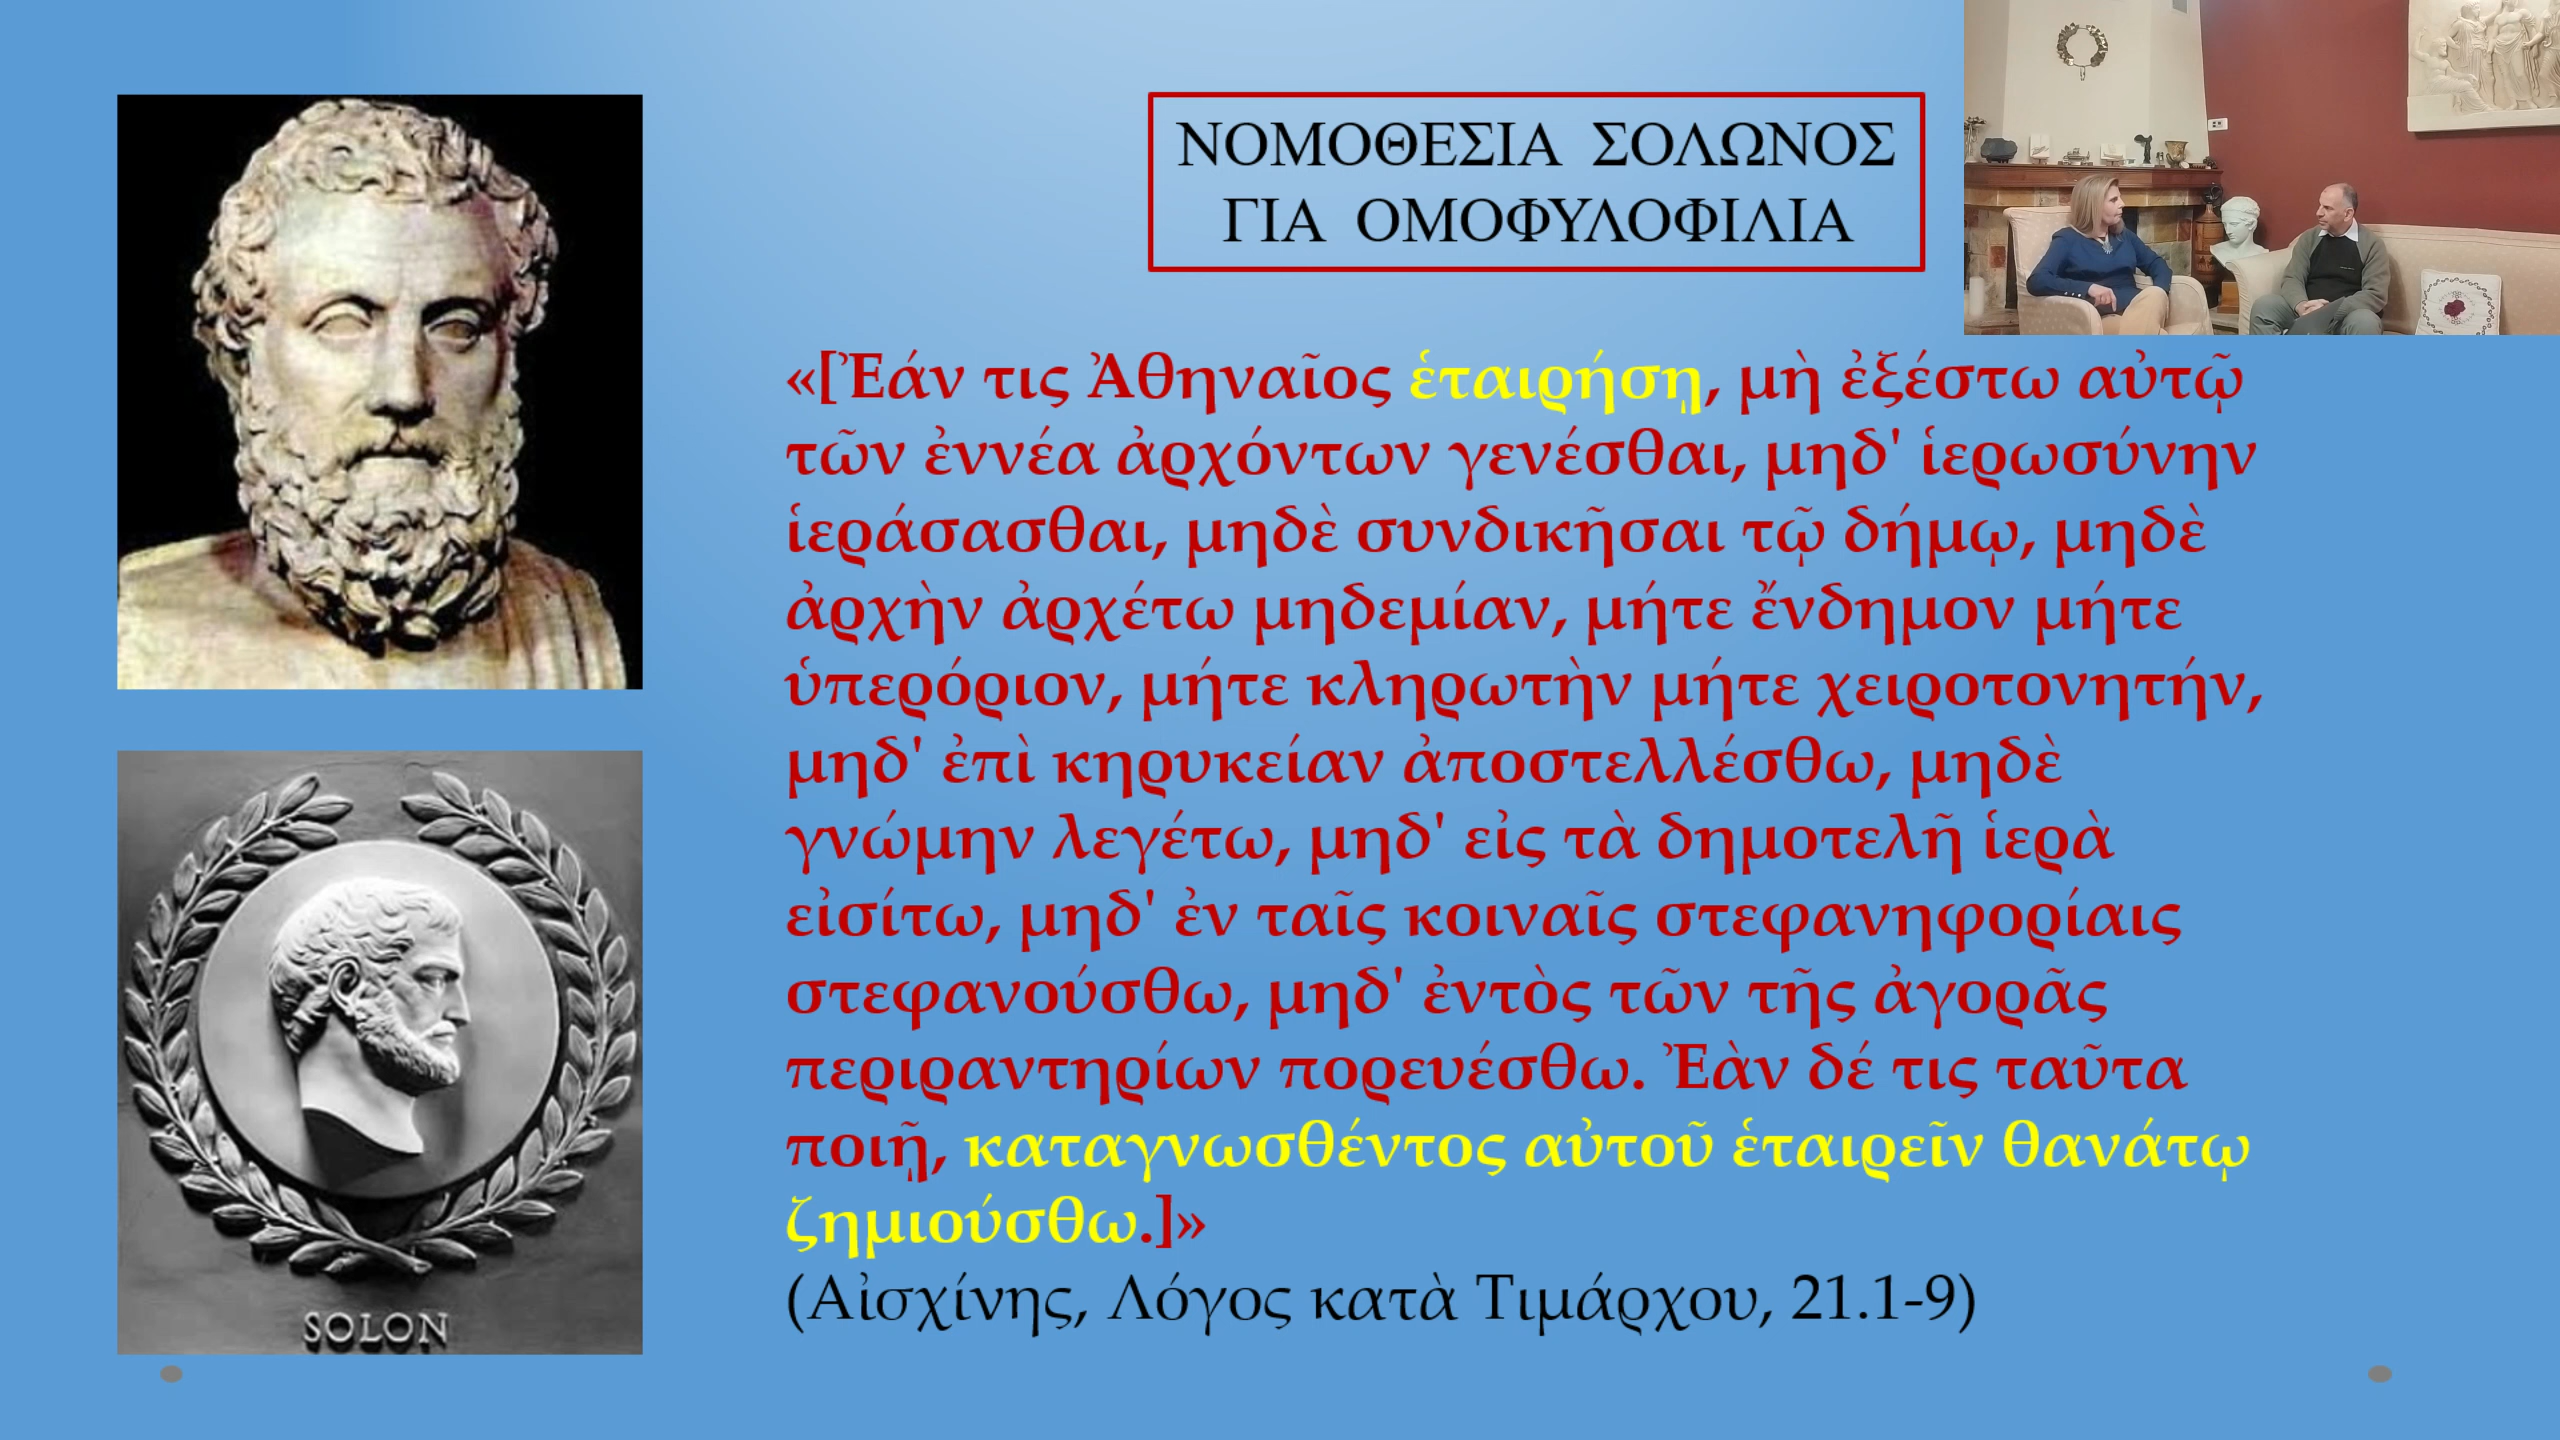 ΝΟΜΟΘΕΣΙΑ ΣΟΛΩΝΟΣ
ΓΙΑ ΟΜΟΦΥΛΟΦΙΛΙΑ
«[Ἐάν τις Ἀθηναῖος ἑταιρήσῃ, μὴ ἐξέστω αὐτῷ
τῶν ἐννέα ἀρχόντων γενέσθαι, μηδ' ἱερωσύνην
ἱεράσασθαι, μηδὲ συνδικῆσαι τῷ δήμῳ, μηδὲ
ἀρχὴν ἀρχέτω μηδεμίαν, μήτε ἔνδημον μήτε
ὑπερόριον, μήτε κληρωτὴν μήτε χειροτονητήν,
μηδ' ἐπὶ κηρυκείαν ἀποστελλέσθω, μηδὲ
γνώμην λεγέτω, μηδ' εἰς τὰ δημοτελῆ ἱερὰ
εἰσίτω, μηδ' ἐν ταῖς κοιναῖς στεφανηφορίαις
στεφανούσθω, μηδ' ἐντὸς τῶν τῆς ἀγορᾶς
περιραντηρίων πορευέσθω. Ἐὰν δέ τις ταῦτα
ποιῇ, καταγνωσθέντος αὐτοῦ ἑταιρεῖν θανάτῳ
ζημιούσθω.]»
(Αἰσχίνης, Λόγος κατὰ Τιμάρχου, 21.1-9)
SOLON